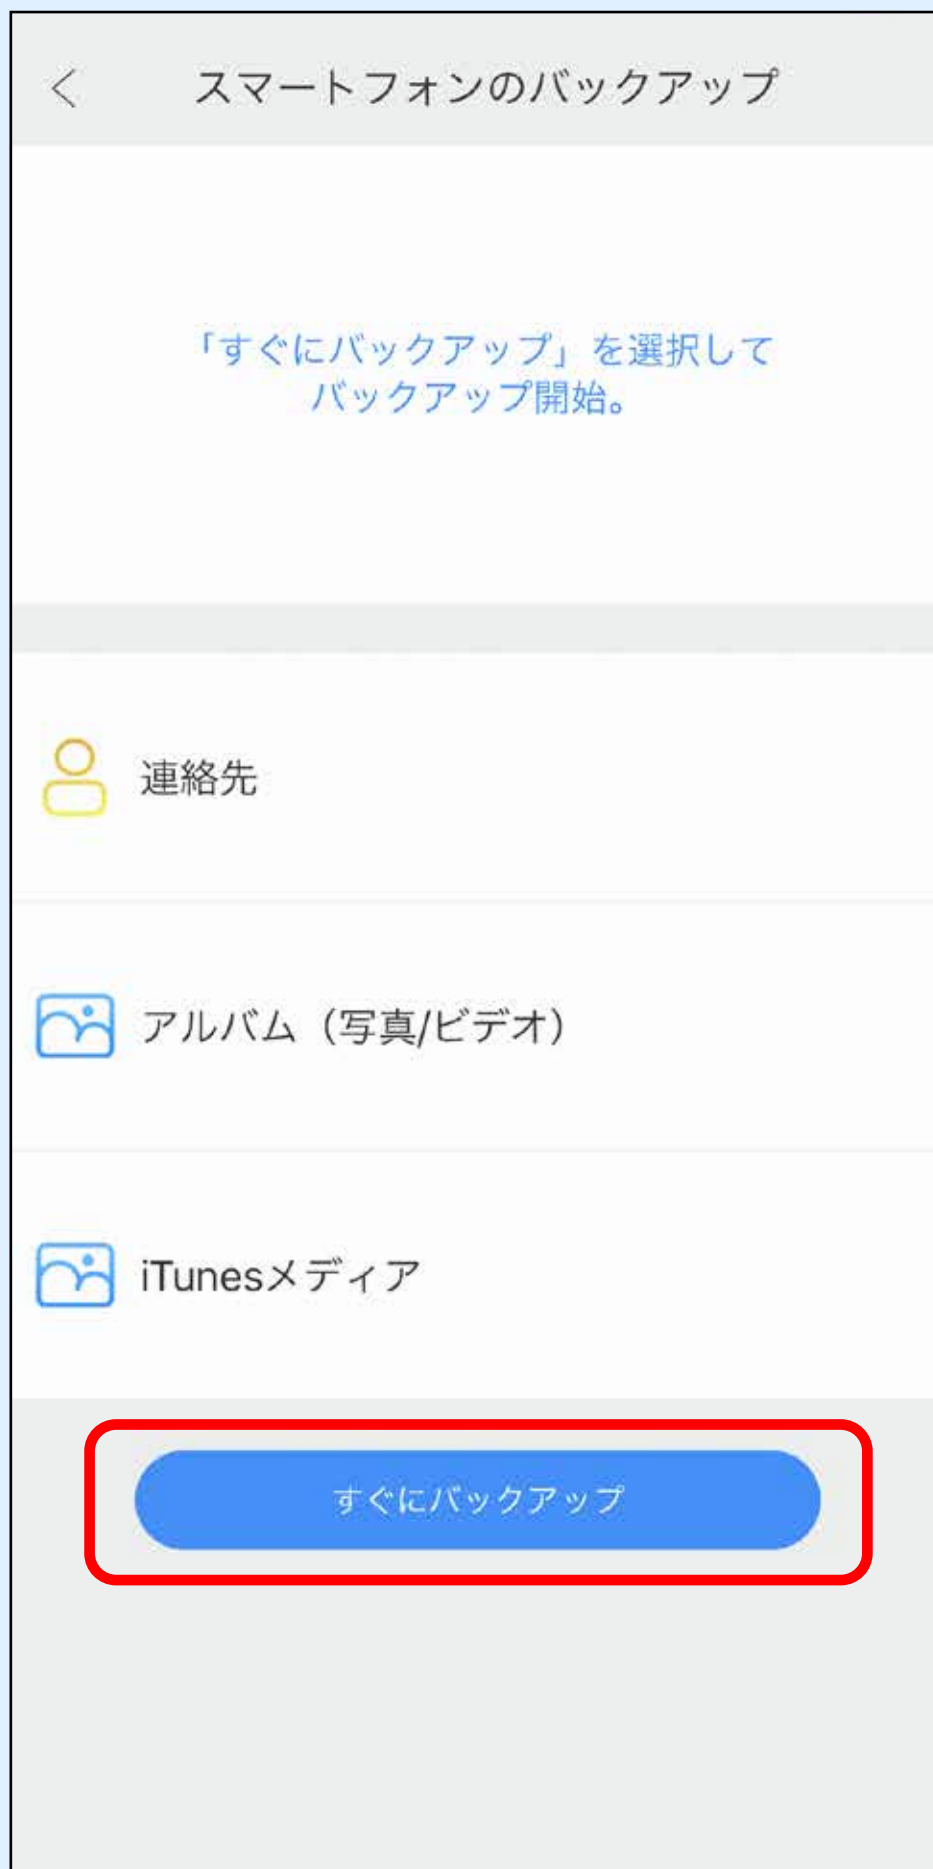 スマートフォンのバックアップ
「すぐにバックアップ」を選択して
バックアップ開始。
連絡先
アルバム（写真/ビデオ）
iTunesメディア
すぐにバックアップ